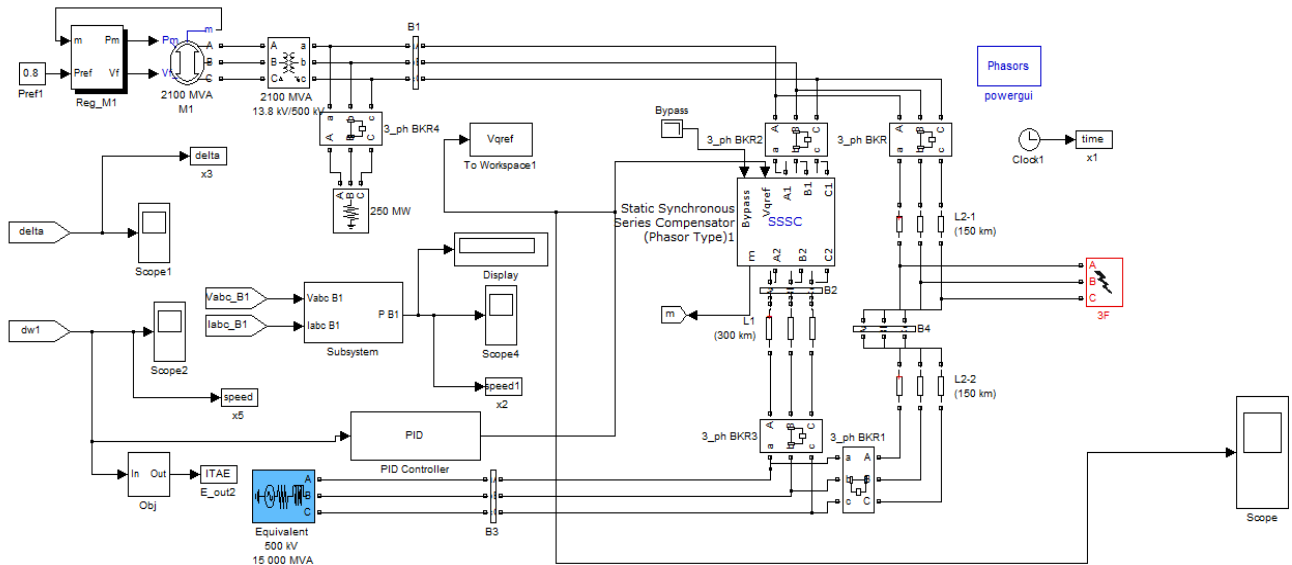 B1
m
Pm
Pref
Vf
Pm
m
Vf
A
B
C
0.8
Pref1
Reg_M1
2100 MVA
M1
A
B
C
a
b
c
2100 MVA
13.8 kV/500 kV
Phasors
powergui
a
b
c
A
B
C
3_ph BKR4
A
B
C
250 MW
Vqref
To Workspace1
Bypass
3_ph BKR2
A
B
C
a
b
c
3_ph BKR
A
B
C
a
b
c
Clock1
time
x1
delta
x3
delta
Scope1
Static Synchronous
Series Compensator
(Phasor Type)1
Bypass
Vqref
A1
B1
C1
SSSC
m
A2
B2
C2
B2
L2-1
(150 km)
A
B
C
3F
Display
Vabc_B1
Iabc_B1
Vabc B1
Iabc B1
P B1
Subsystem
Scope4
speed1
x2
dw1
Scope2
speed
x5
m
L1
(300 km)
B4
L2-2
(150 km)
PID
PID Controller
3_ph BKR3
A
B
C
a
b
c
3_ph BKR1
a
b
c
A
B
C
In
Out
Obj
ITAE
E_out2
A
B
C
Equivalent
500 kV
15 000 MVA
B3
Scope